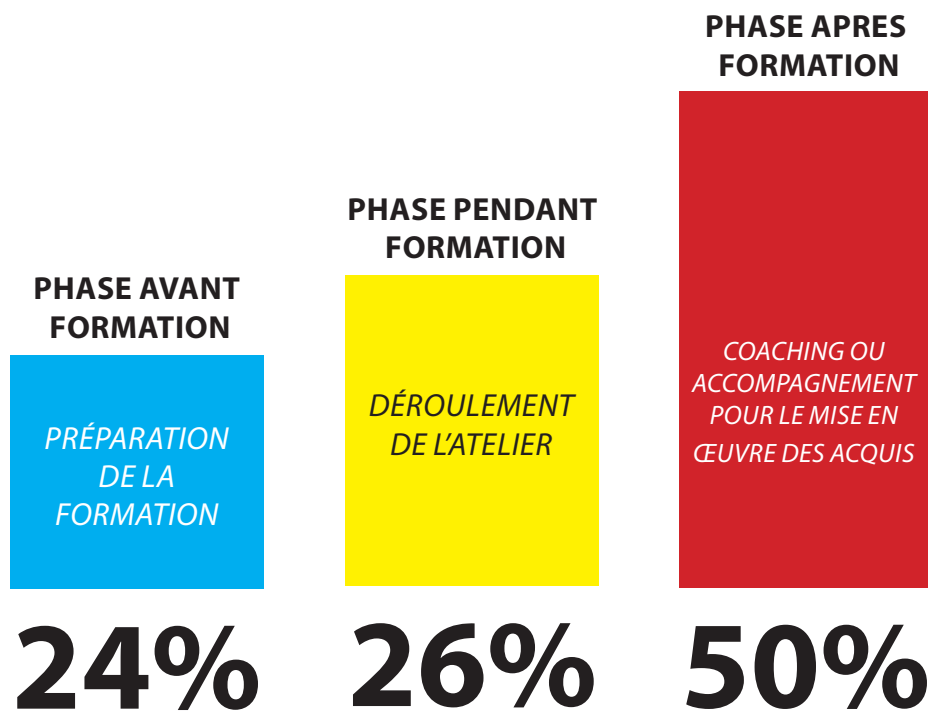 PHASE AVANT
FORMATION
PRÉPARATION
DE LA
FORMATION
24%
PHASE PENDANT
FORMATION
DÉROULEMENT
DE L'ATELIER
26%
PHASE APRES
FORMATION
COACHING OU
ACCOMPAGNEMENT
POUR LE MISE EN
ŒUVRE DES ACQUIS
50%